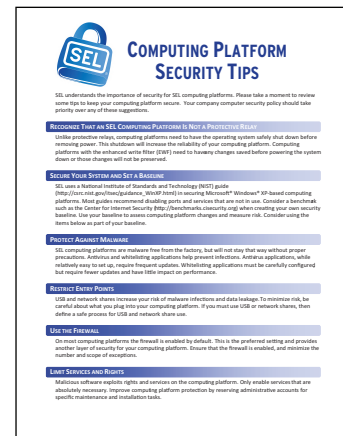 SEL
COMPUTING PLATFORM
SECURITY TIPS
SEL understands the importance of security for SEL computing platforms. Please take a moment to review
some tips to keep your computing platform secure. Your company computer security policy should take
priority over any of these suggestions.
RECOGNIZE THAT AN SEL COMPUTING PLATFORM IS NOT A PROTECTIVE RELAY
Unlike protective relays, computing platforms need to have the operating system safely shut down before
removing power. This shutdown will increase the reliability of your computing platform. Computing
platforms with the enhanced write filter (EWF) need to have any changes saved before powering the system
down or those changes will not be preserved.
SECURE YOUR SYSTEM AND SET A BASELINE
SEL uses a National Institute of Standards and Technology (NIST) guide
(http://csrc.nist.gov/itsec/guidance_WinXP.html) in securing Microsoft® Windows® XP-based computing
platforms. Most guides recommend disabling ports and services that are not in use. Consider a benchmark
such as the Center for Internet Security (http://benchmarks.cisecurity.org) when creating your own security
baseline. Use your baseline to assess computing platform changes and measure risk. Consider using the
items below as part of your baseline.
PROTECT AGAINST MALWARE
SEL computing platforms are malware free from the factory, but will not stay that way without proper
precautions. Antivirus and whitelisting applications help prevent infections. Antivirus applications, while
relatively easy to set up, require frequent updates. Whitelisting applications must be carefully configured
but require fewer updates and have little impact on performance.
RESTRICT ENTRY POINTS
USB and network shares increase your risk of malware infections and data leakage. To minimize risk, be
careful about what you plug into your computing platform. If you must use USB or network shares, then
define a safe process for USB and network share use.
USE THE FIREWALL
On most computing platforms the firewall is enabled by default. This is the preferred setting and provides
another layer of security for your computing platform. Ensure that the firewall is enabled, and minimize the
number and scope of exceptions.
LIMIT SERVICES AND RIGHTS
Malicious software exploits rights and services on the computing platform. Only enable services that are
absolutely necessary. Improve computing platform protection by reserving administrative accounts for
specific maintenance and installation tasks.